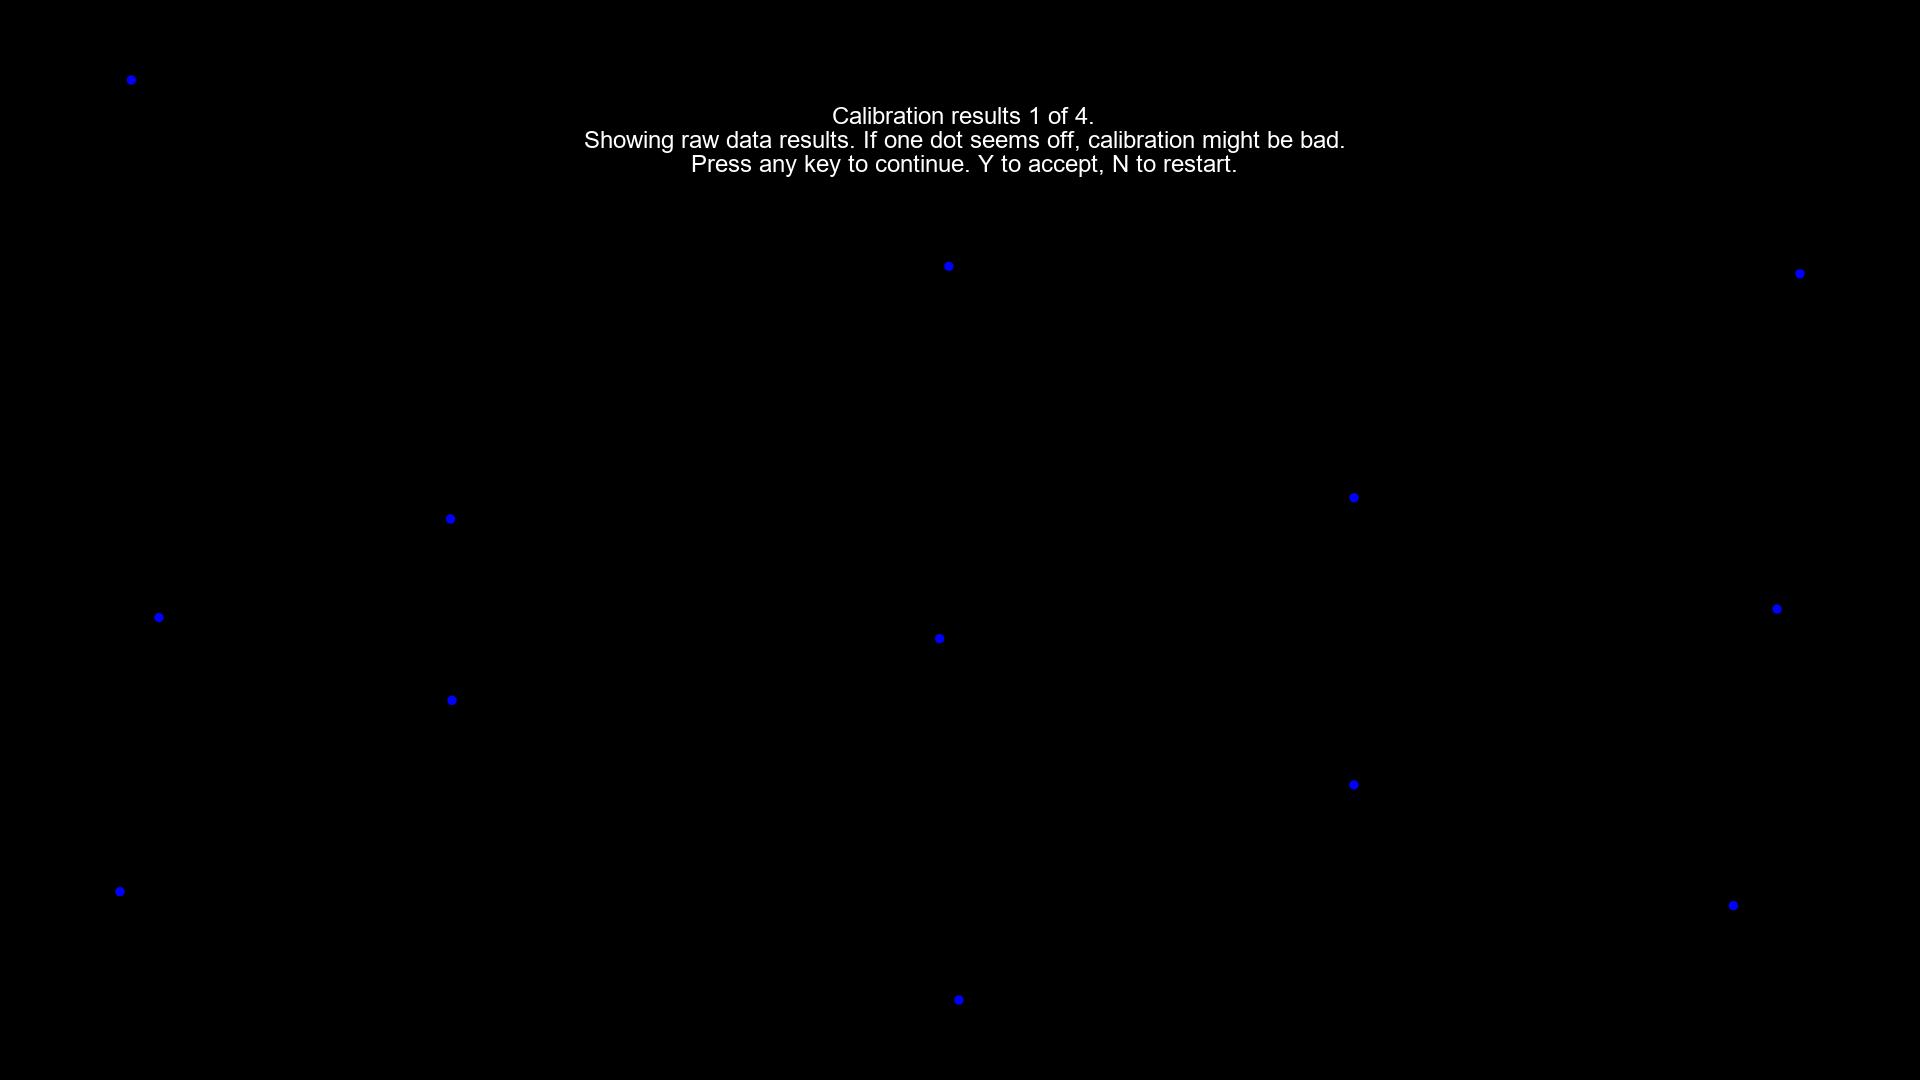 Calibration results 1 of 4.
Showing raw data results. If one dot seems off, calibration might be bad.
Press any key to continue. Y to accept, N to restart.